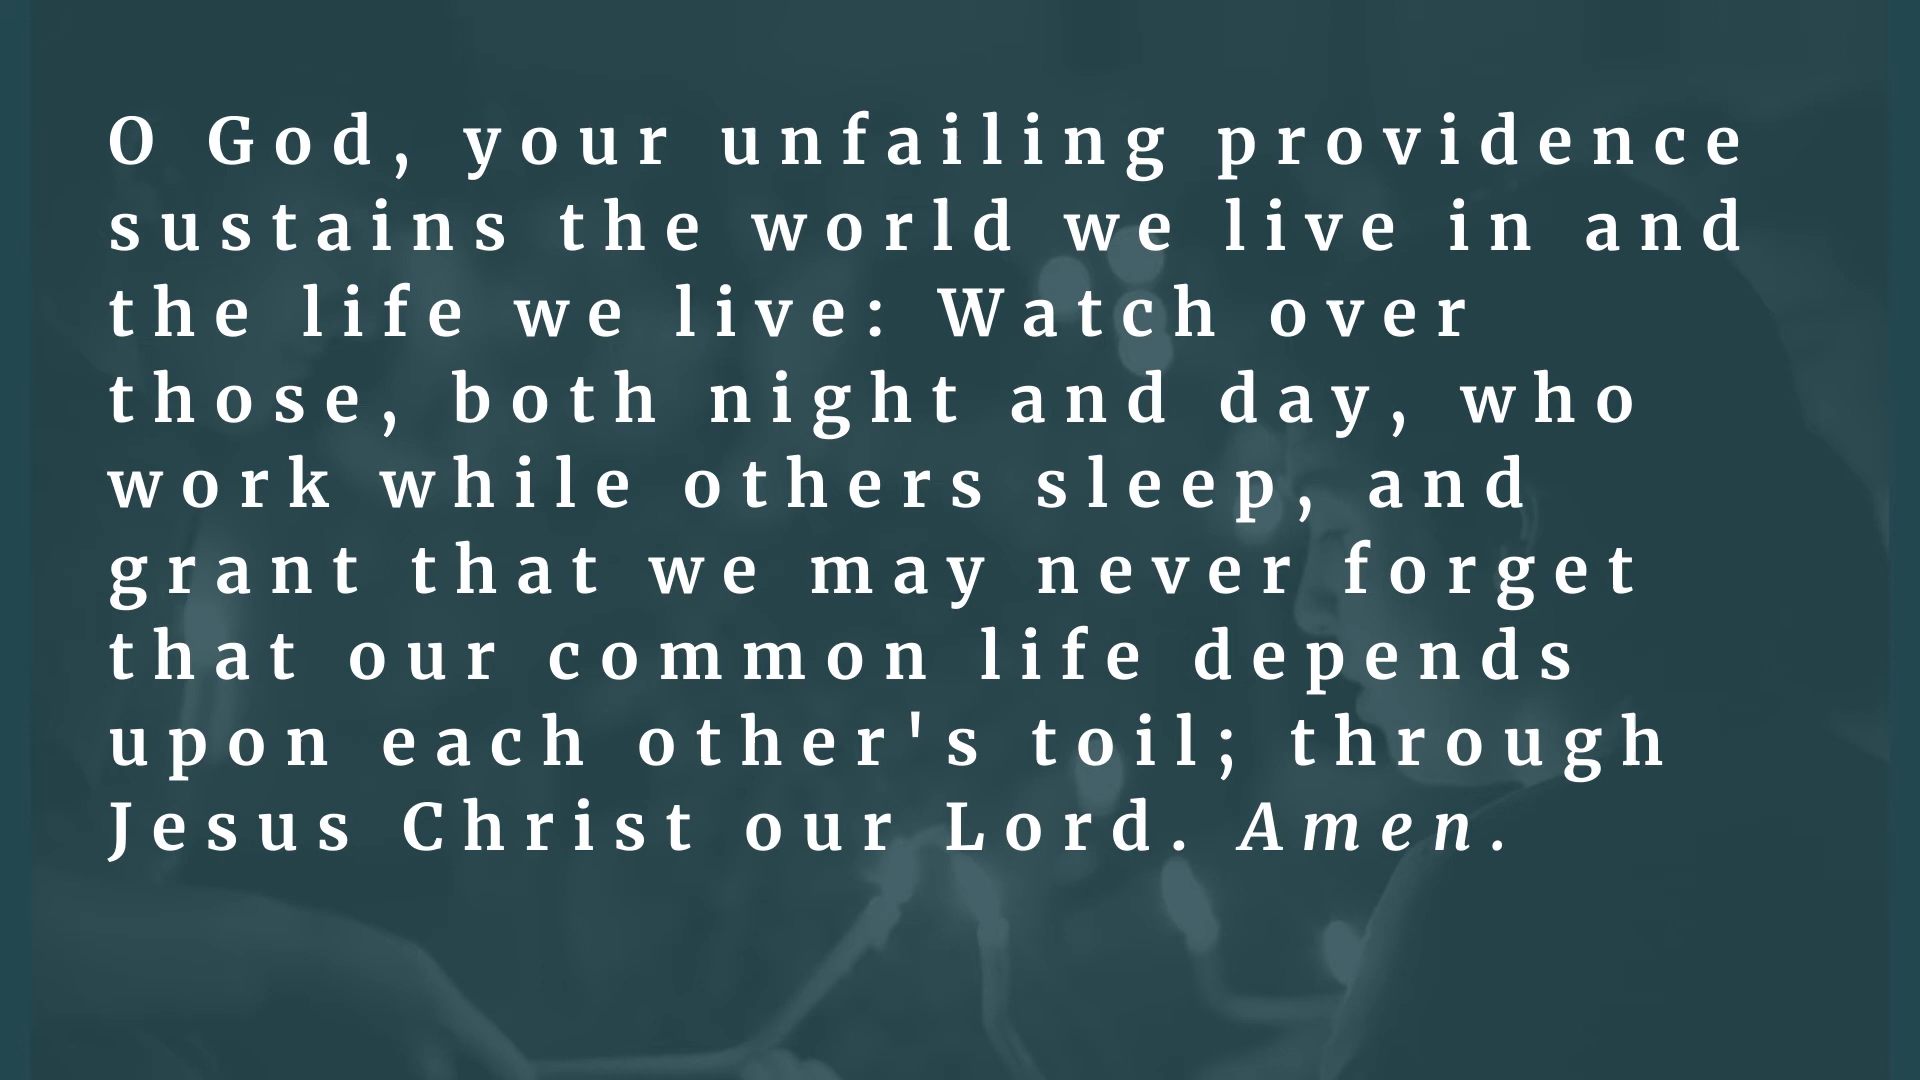 O God, your unfailing providence
sustains the world we live in and
the life we live: Watch over
those, both night and day, who
work while others sleep, and
grant that we may never forget
that our common life depends
upon each other's toil; through
Jesus Christ our Lord. Amen.